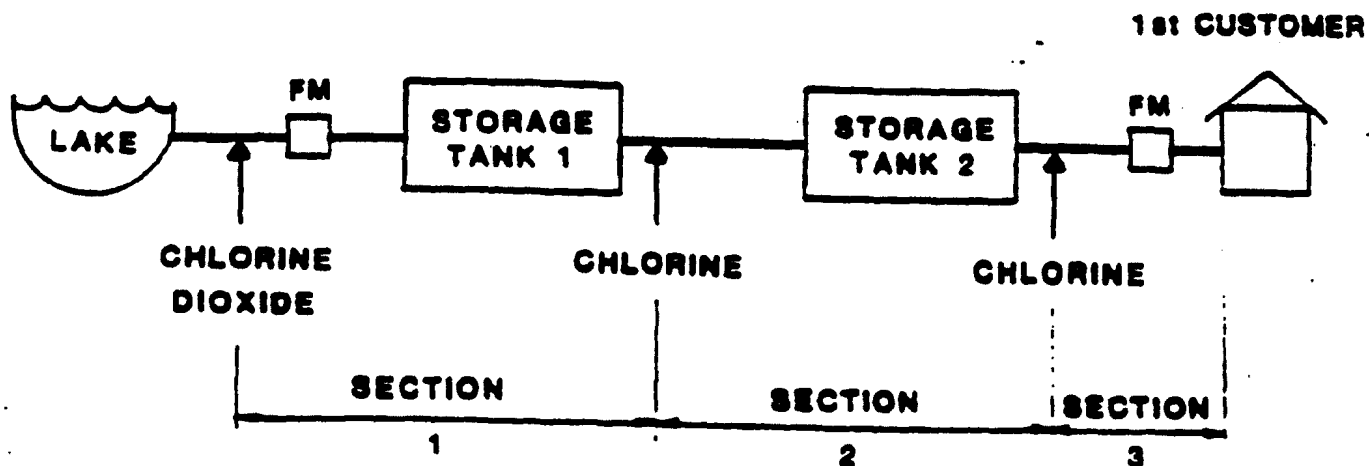 1st CUSTOMER
FM
FM
LAKE
STORAGE
TANK 1
STORAGE
TANK 2
CHLORINE
DIOXIDE
CHLORINE
CHLORINE
SECTION
1
SECTION
2
SECTION
3